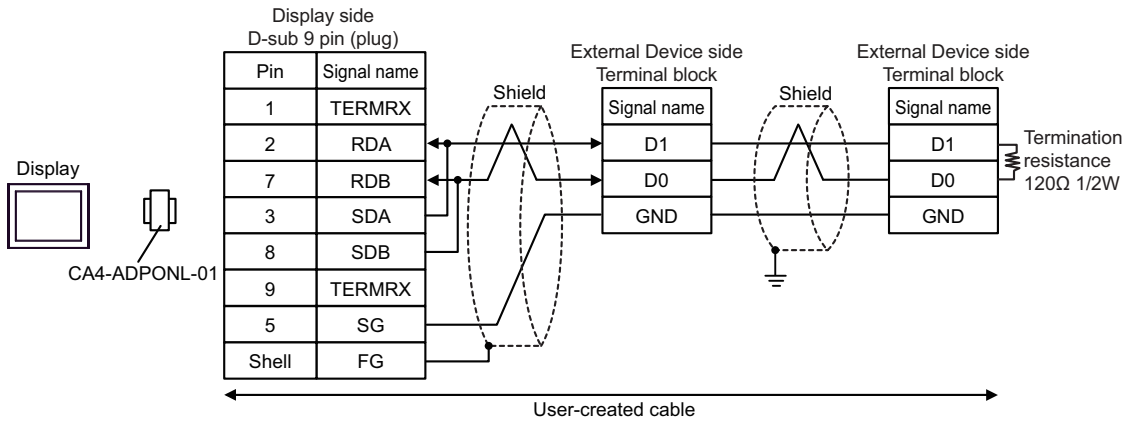 Display side
D-sub 9 pin (plug)
Pin Signal name
1 TERMRX
2 RDA
7 RDB
3 SDA
8 SDB
9 TERMRX
5 SG
Shell FG
Display
CA4-ADPONL-01
Shield
External Device side
Terminal block
Signal name
D1
D0
GND
Shield
External Device side
Terminal block
Signal name
D1
D0
GND
Termination
resistance
120Ω 1/2W
User-created cable